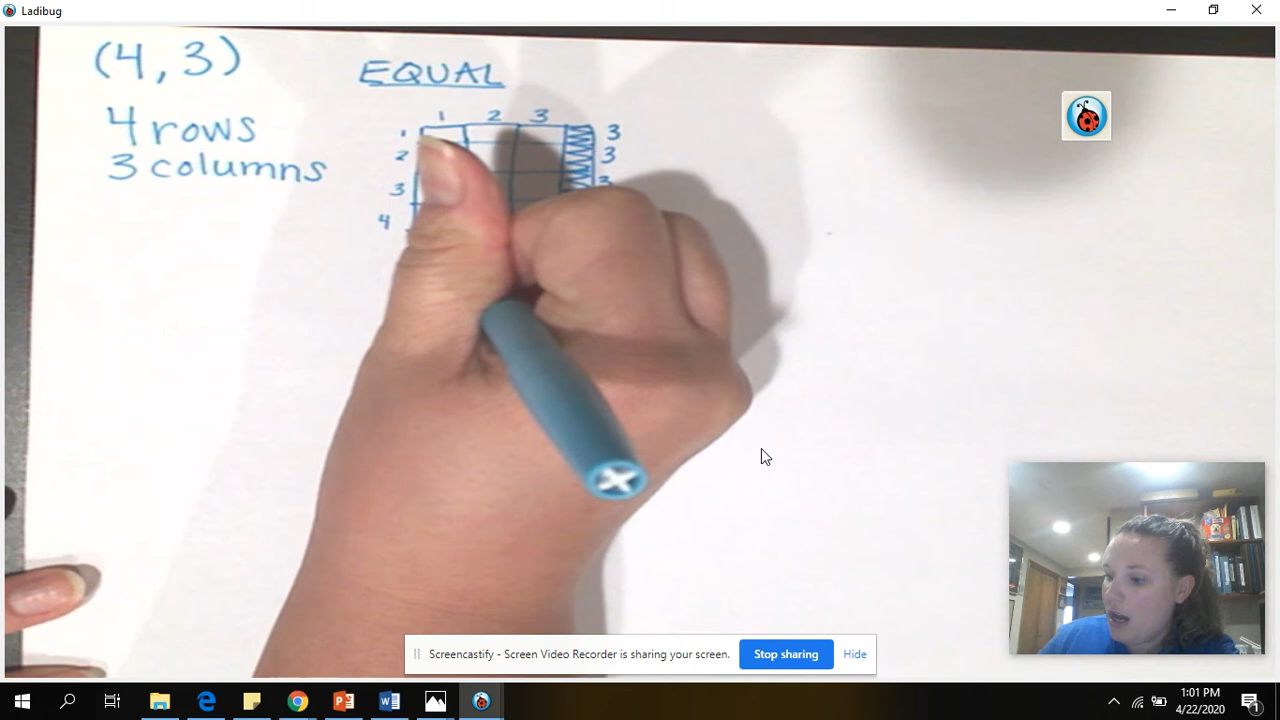 Ladibug
(4,3)
EQUAL
4 rows
3 columns
1 2 3
1 3
2 3
3 3
4
Screencastify - Screen Video Recorder is sharing your screen.
Stop sharing
Hide
1:01 PM
4/22/2020